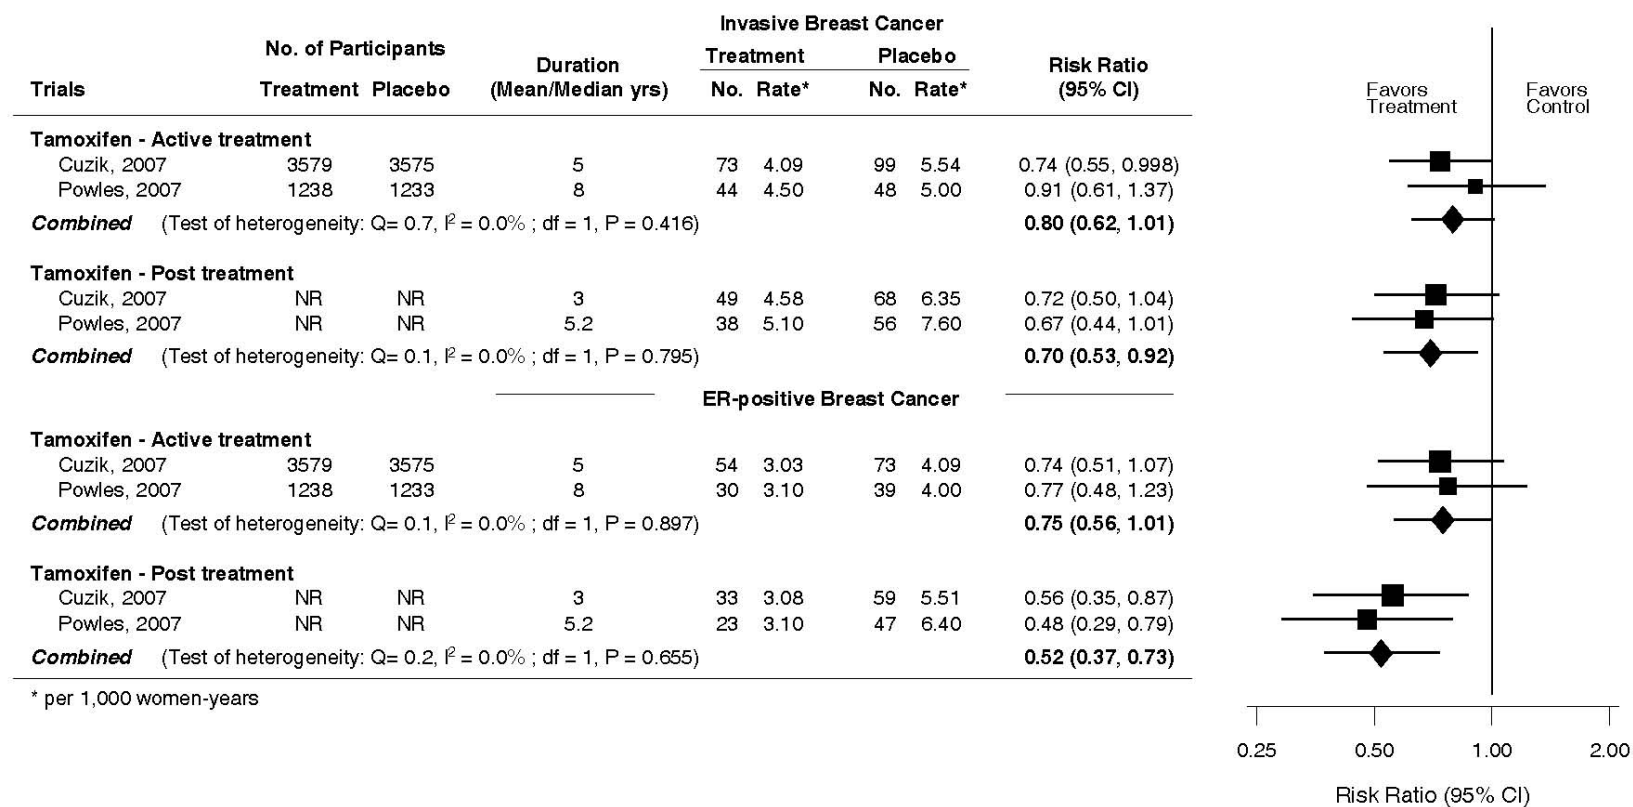 Invasive Breast Cancer
No. of Participants Treatment Placebo
Duration Risk Ratio Favors Favors
Trials Treatment Placebo (Mean/Median yrs) No. Rate* No. Rate* (95% CI) Treatment Control
Tamoxifen - Active treatment
Cuzik, 2007 3579 3575 5 73 4.09 99 5.54 0.74 (0.55, 0.998)
Powles, 2007 1238 1233 8 44 4.50 48 5.00 0.91 (0.61, 1.37)
Combined (Test of heterogeneity: Q= 0.7, I² = 0.0% ; df = 1, P = 0.416) 0.80 (0.62, 1.01)
Tamoxifen - Post treatment
Cuzik, 2007 NR NR 3 49 4.58 68 6.35 0.72 (0.50, 1.04)
Powles, 2007 NR NR 5.2 38 5.10 56 7.60 0.67 (0.44, 1.01)
Combined (Test of heterogeneity: Q= 0.1, I² = 0.0% ; df = 1, P = 0.795) 0.70 (0.53, 0.92)
ER-positive Breast Cancer
Tamoxifen - Active treatment
Cuzik, 2007 3579 3575 5 54 3.03 73 4.09 0.74 (0.51, 1.07)
Powles, 2007 1238 1233 8 30 3.10 39 4.00 0.77 (0.48, 1.23)
Combined (Test of heterogeneity: Q= 0.1, I² = 0.0% ; df = 1, P = 0.897) 0.75 (0.56, 1.01)
Tamoxifen - Post treatment
Cuzik, 2007 NR NR 3 33 3.08 59 5.51 0.56 (0.35, 0.87)
Powles, 2007 NR NR 5.2 23 3.10 47 6.40 0.48 (0.29, 0.79)
Combined (Test of heterogeneity: Q= 0.2, I² = 0.0% ; df = 1, P = 0.655) 0.52 (0.37, 0.73)
* per 1,000 women-years
0.25 0.50 1.00 2.00
Risk Ratio (95% CI)